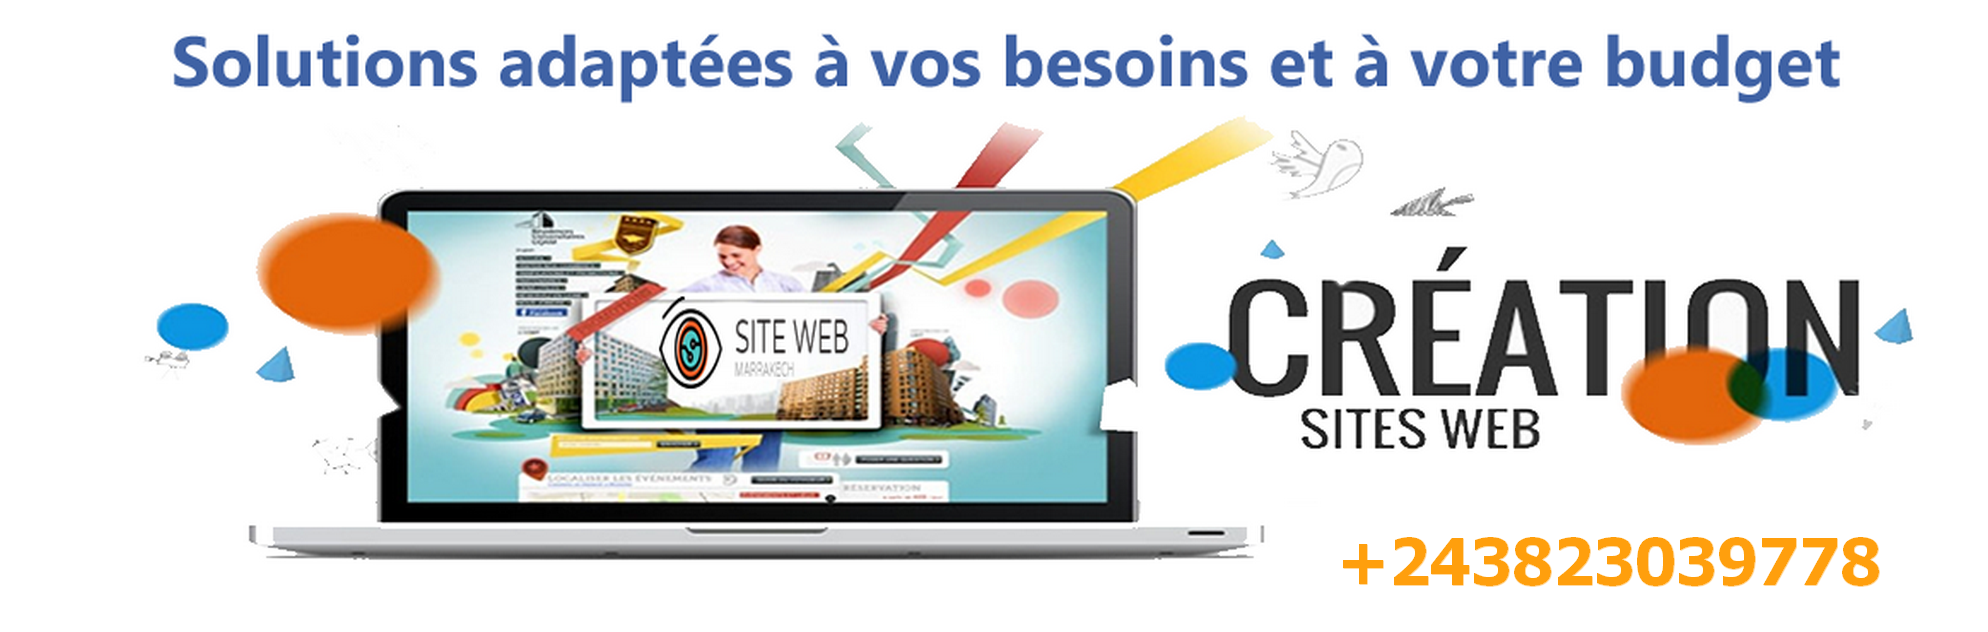 Solutions adaptées à vos besoins et à votre budget
SITE WEB
MARRAKECH
LOCALISER LES ÉVÉNEMENTS
RÉSERVATION
CRÉATION
SITES WEB
+243823039778